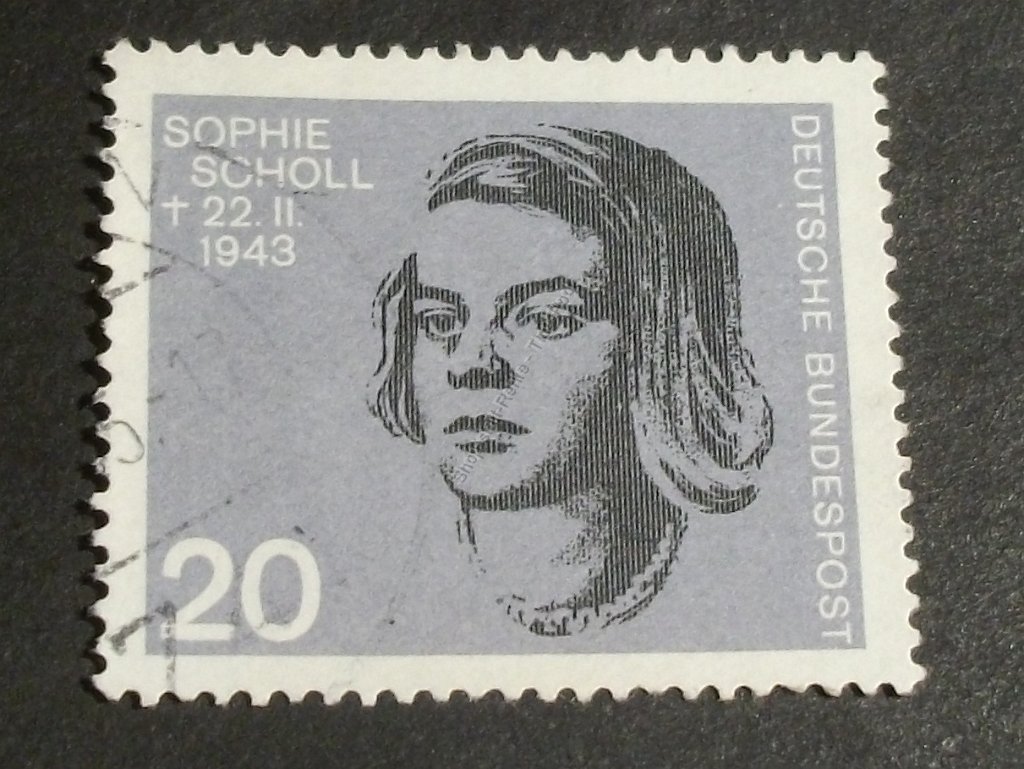 SOPHIE
SCHOLL
† 22. II.
1943
DEUTSCHE BUNDESPOST
20